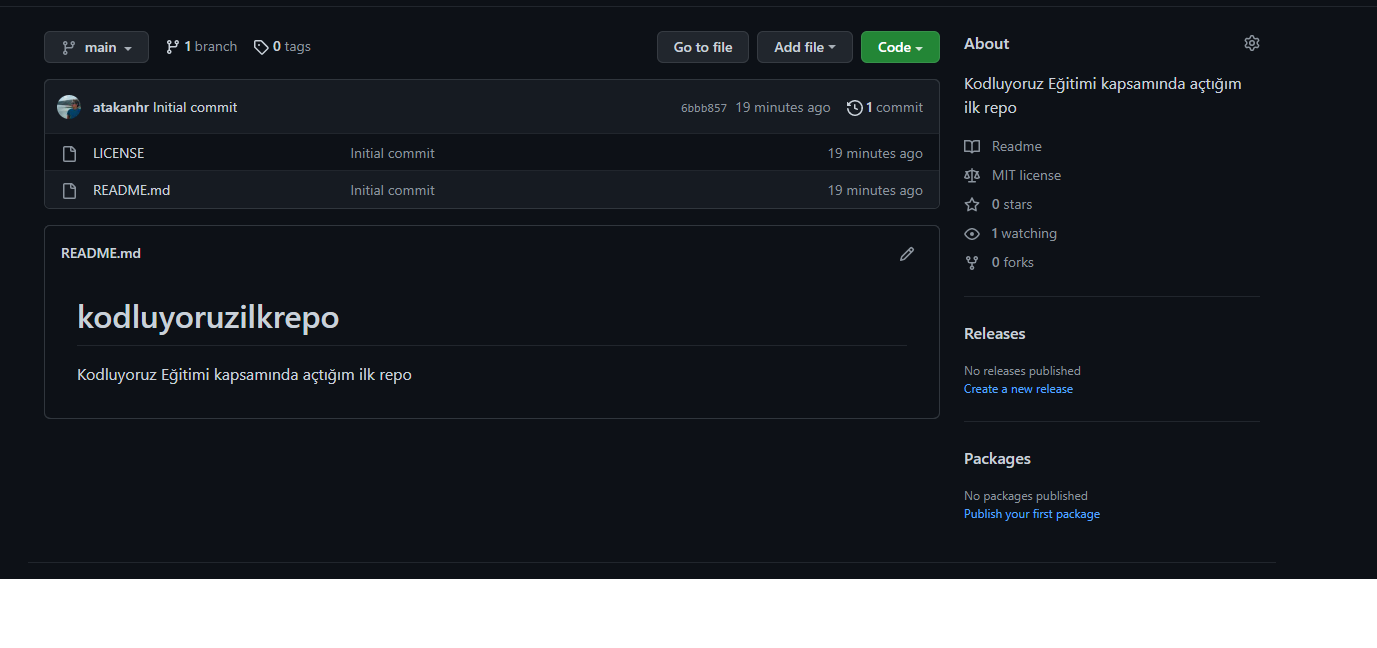 main
1 branch
0 tags
Go to file
Add file
Code
atakanhr Initial commit
6bbb857 19 minutes ago
1 commit
LICENSE
Initial commit
19 minutes ago
README.md
Initial commit
19 minutes ago
README.md
kodluyoruzilkrepo
Kodluyoruz Eğitimi kapsamında açtığım ilk repo
About
Kodluyoruz Eğitimi kapsamında açtığım
ilk repo
Readme
MIT license
0 stars
1 watching
0 forks
Releases
No releases published
Create a new release
Packages
No packages published
Publish your first package